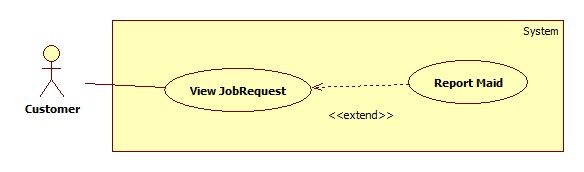 System
Customer
View JobRequest
Report Maid
<<extend>>